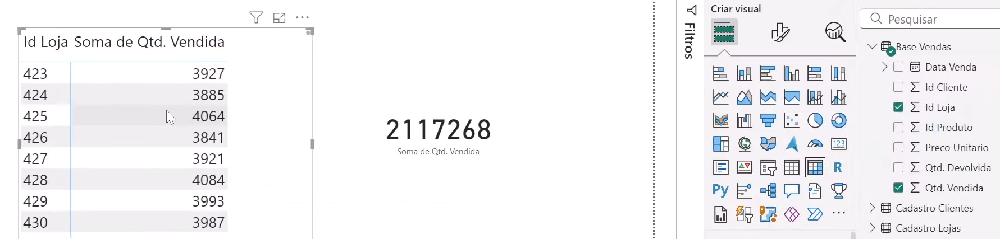 Id Loja Soma de Qtd. Vendida
423 3927
424 3885
425 4064
426 3841
427 3921
428 4084
429 3993
430 3987
2117268
Soma de Qtd. Vendida
Filtros
Criar visual
123
R
Py
Pesquisar
Base Vendas
Data Venda
Id Cliente
Id Loja
Id Produto
Preco Unitario
Qtd. Devolvida
Qtd. Vendida
Cadastro Clientes
Cadastro Lojas